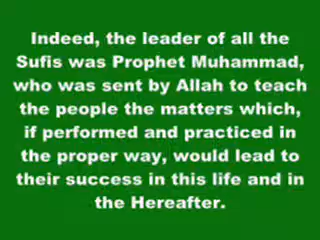 Indeed, the leader of all the
Sufis was Prophet Muhammad,
who was sent by Allah to teach
the people the matters which,
if performed and practiced in
the proper way, would lead to
their success in this life and in
the Hereafter.